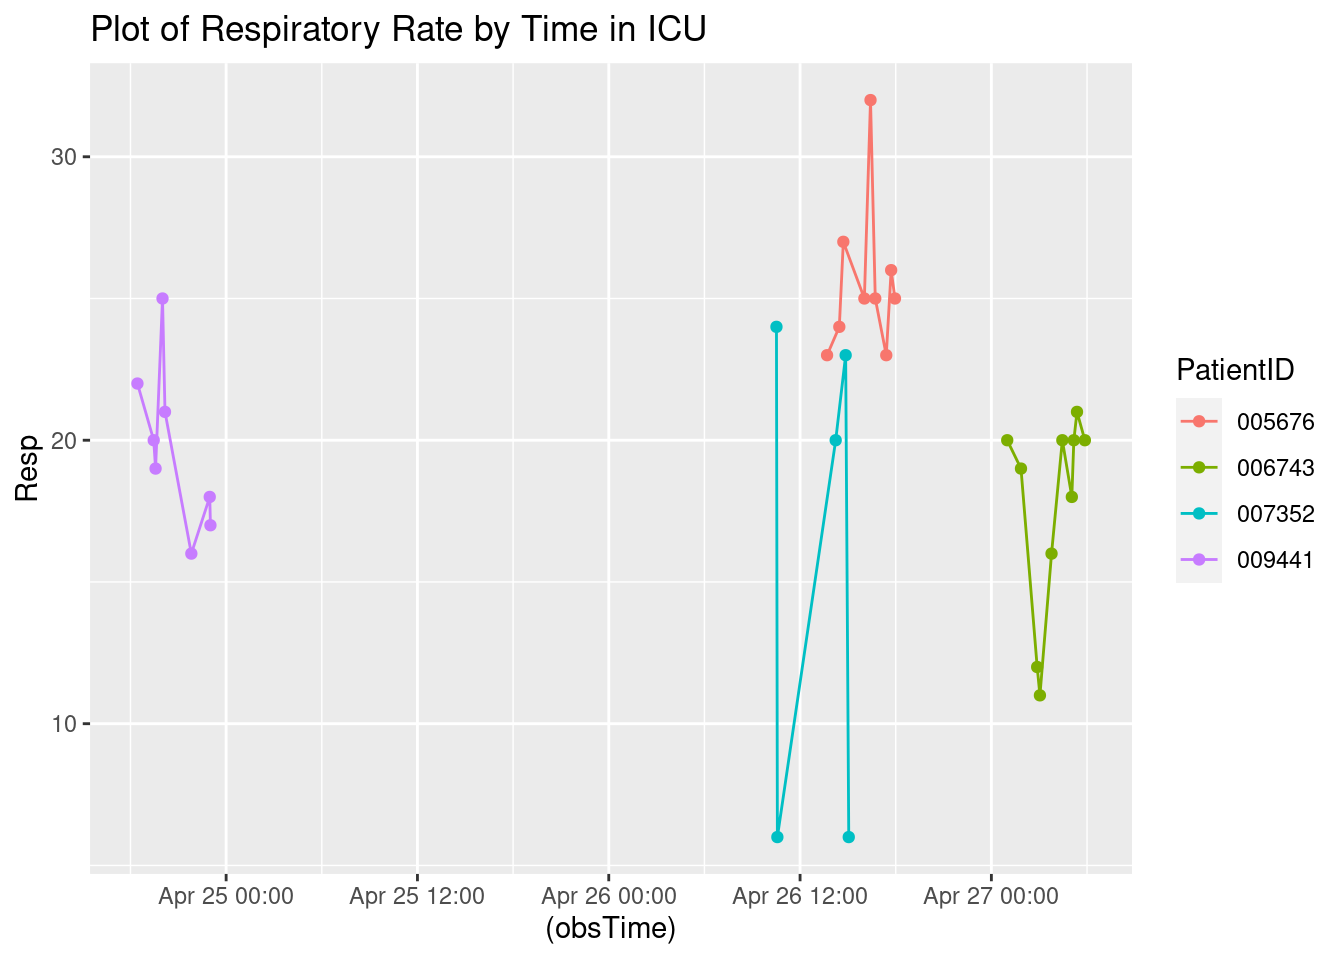 Plot of Respiratory Rate by Time in ICU
30
20
10
Resp
Apr 25 00:00
Apr 25 12:00
Apr 26 00:00
Apr 26 12:00
Apr 27 00:00
(obsTime)
PatientID
005676
006743
007352
009441